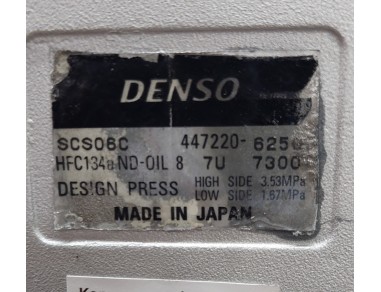 DENSO
SCS06C 447220-6250
HFC134a ND-OIL 8 7U 7300
DESIGN PRESS HIGH SIDE 3.53MPa
LOW SIDE 1.67MPa
MADE IN JAPAN